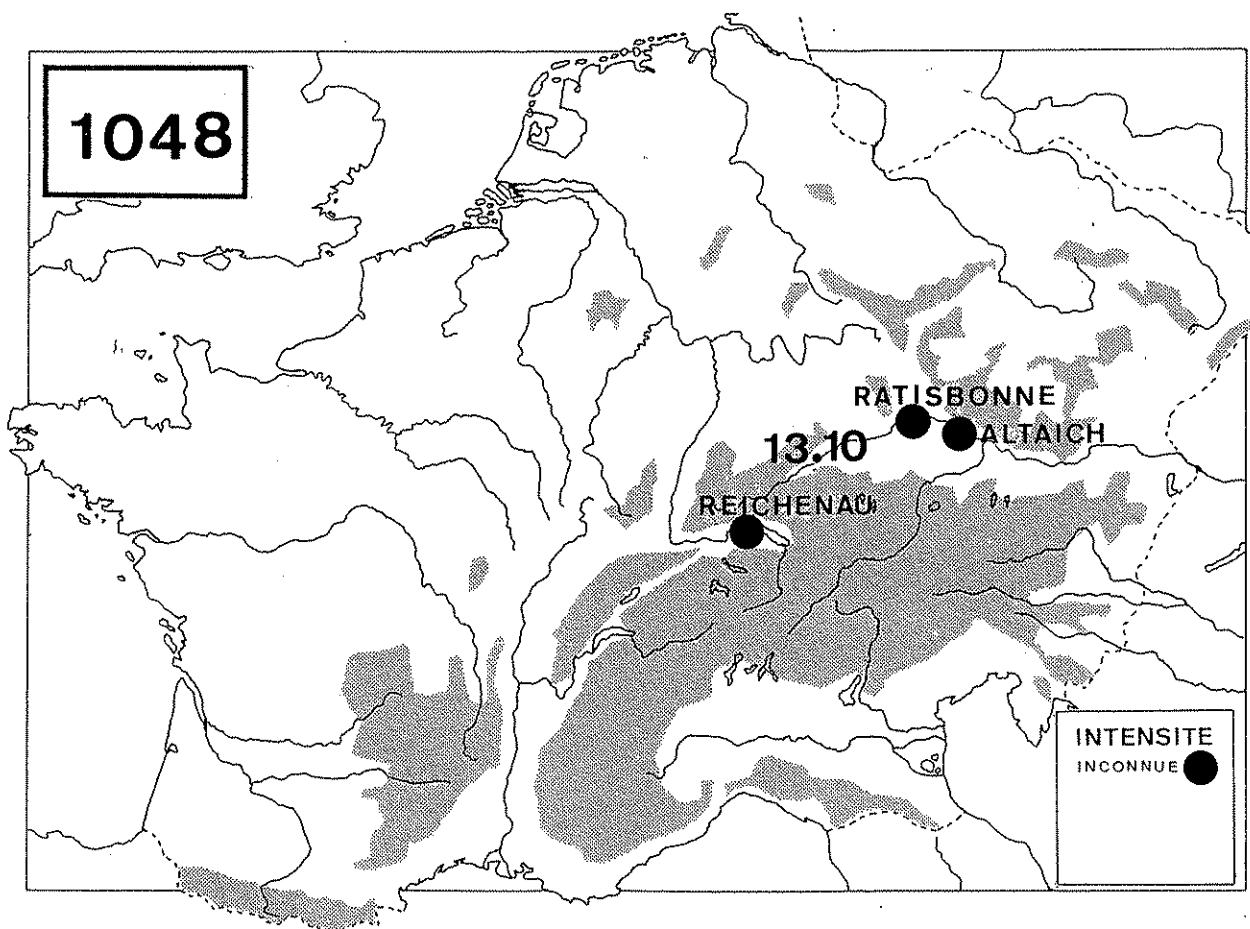 1048
RATISBONNE
ALTAICH
13.10
REICHENAU
INTENSITE
INCONNUE